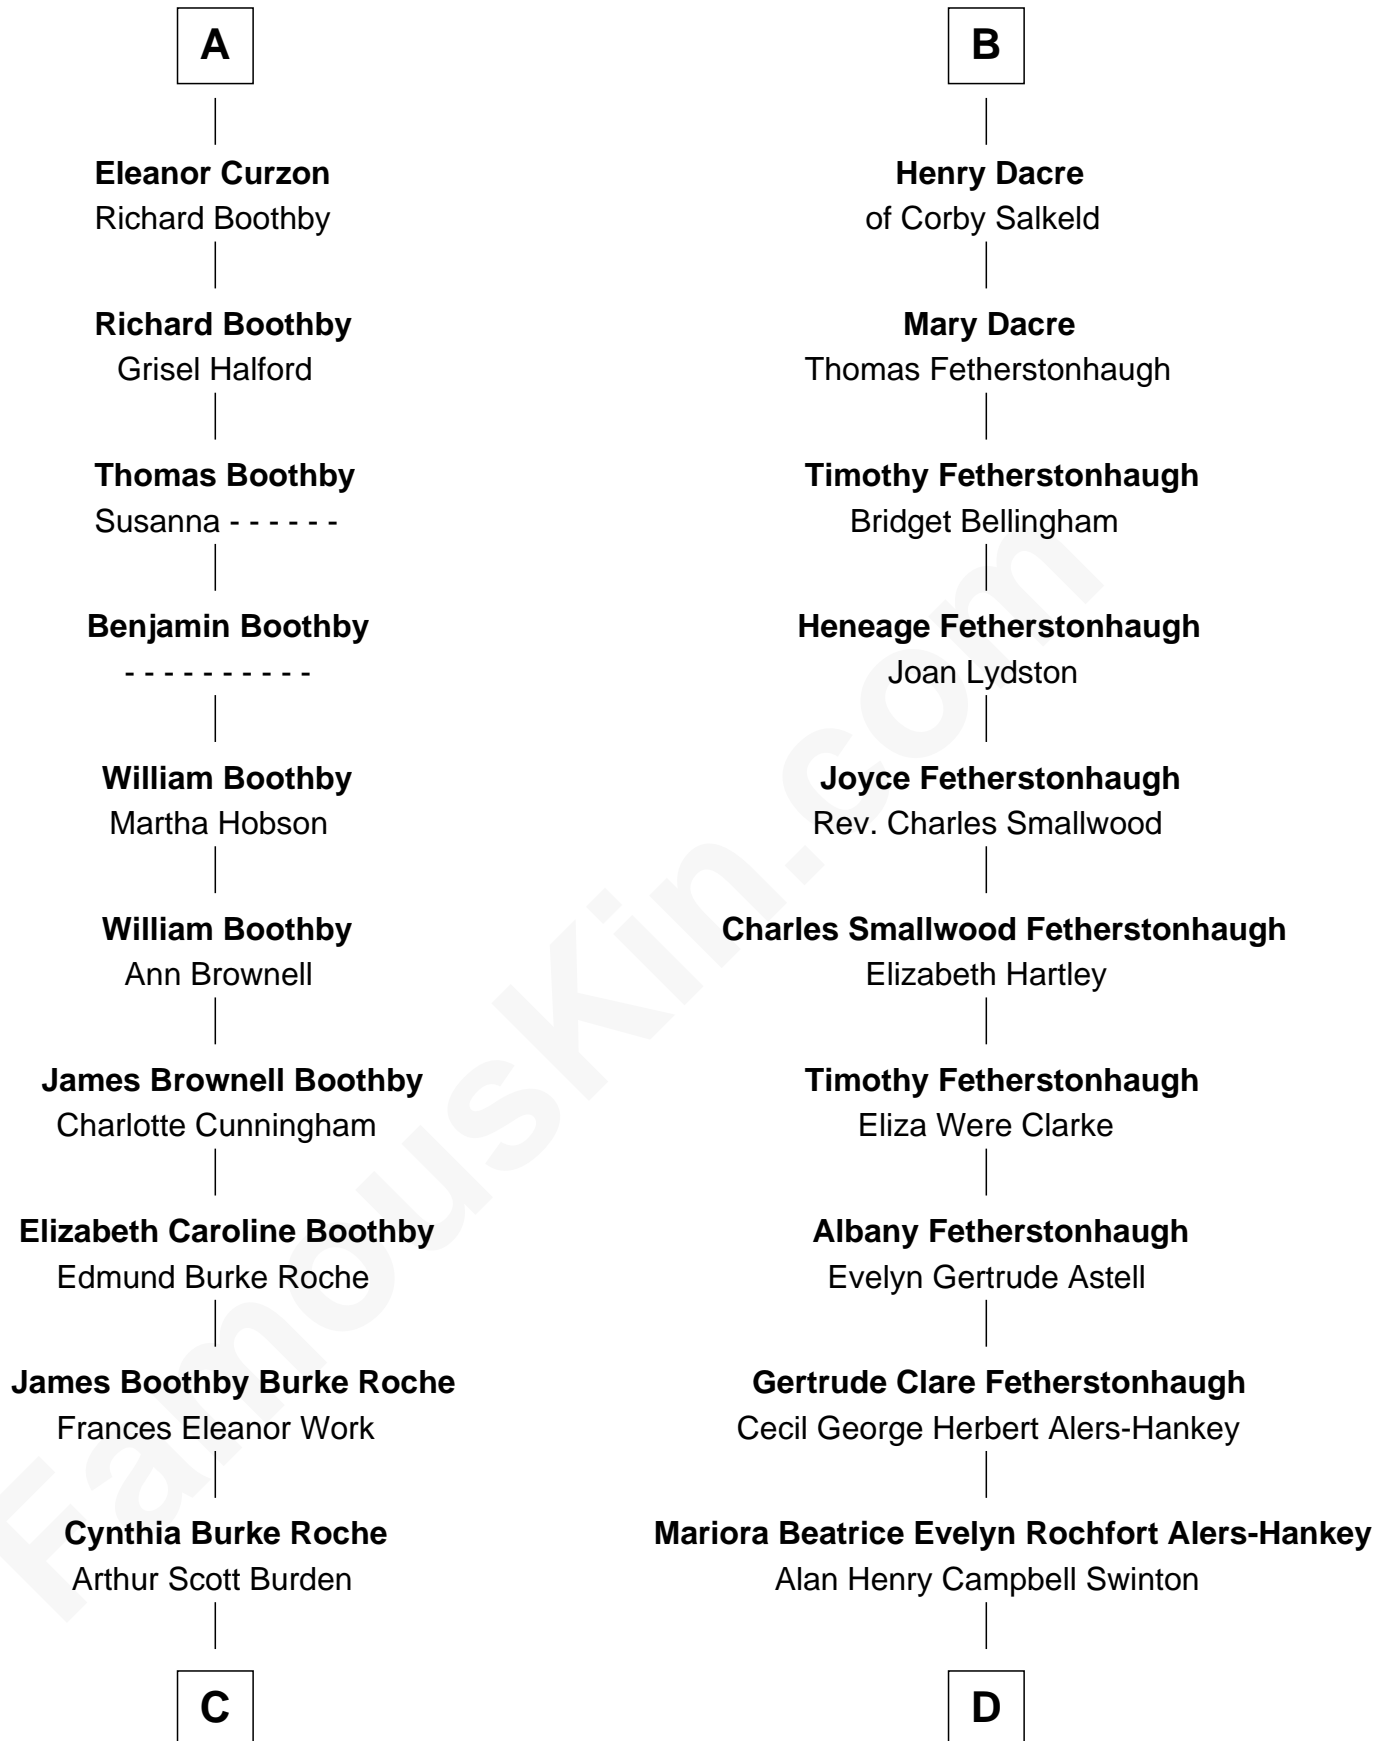 A
Eleanor Curzon
Richard Boothby
Richard Boothby
Grisel Halford
Thomas Boothby
Susanna - - - - - -
Benjamin Boothby
- - - - - - - - - -
William Boothby
Martha Hobson
William Boothby
Ann Brownell
James Brownell Boothby
Charlotte Cunningham
Elizabeth Caroline Boothby
Edmund Burke Roche
James Boothby Burke Roche
Frances Eleanor Work
Cynthia Burke Roche
Arthur Scott Burden
C
B
Henry Dacre
of Corby Salkeld
Mary Dacre
Thomas Fetherstonhaugh
Timothy Fetherstonhaugh
Bridget Bellingham
Heneage Fetherstonhaugh
Joan Lydston
Joyce Fetherstonhaugh
Rev. Charles Smallwood
Charles Smallwood Fetherstonhaugh
Elizabeth Hartley
Timothy Fetherstonhaugh
Eliza Were Clarke
Albany Fetherstonhaugh
Evelyn Gertrude Astell
Gertrude Clare Fetherstonhaugh
Cecil George Herbert Alers-Hankey
Mariora Beatrice Evelyn Rochfort Alers-Hankey
Alan Henry Campbell Swinton
D
FamousKin.com